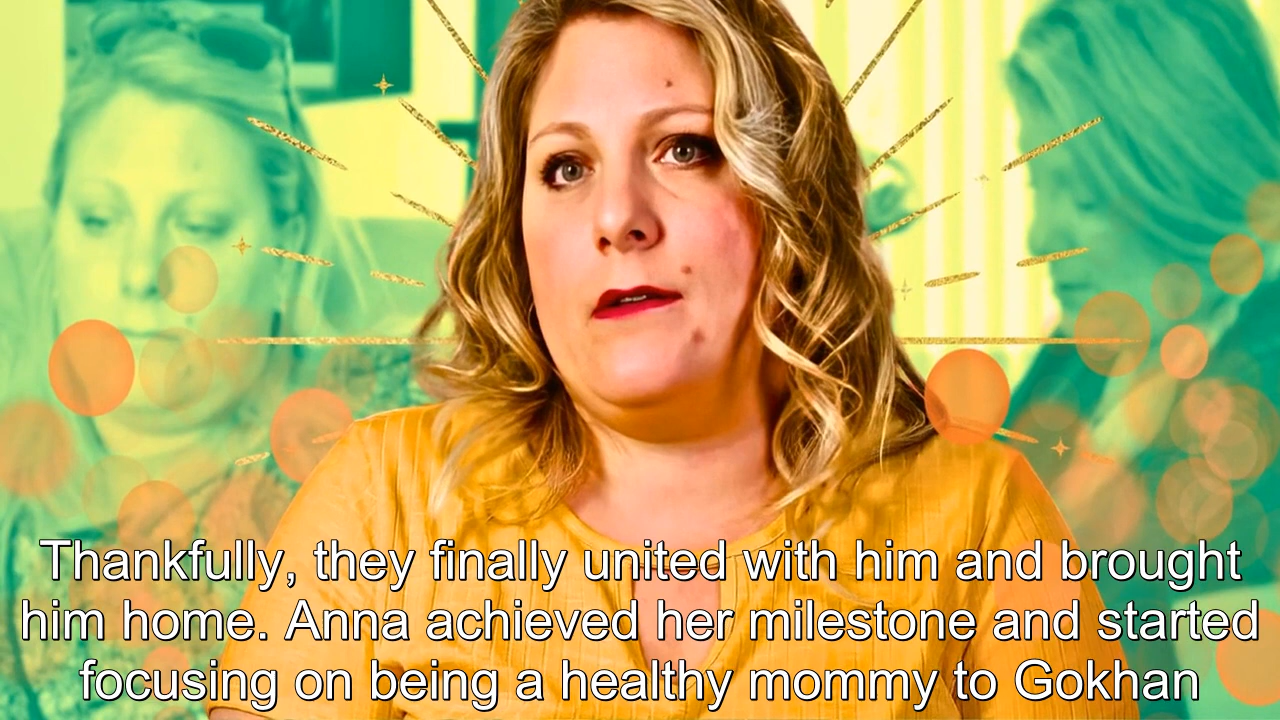 Thankfully, they finally united with him and brought
him home. Anna achieved her milestone and started
focusing on being a healthy mommy to Gokhan